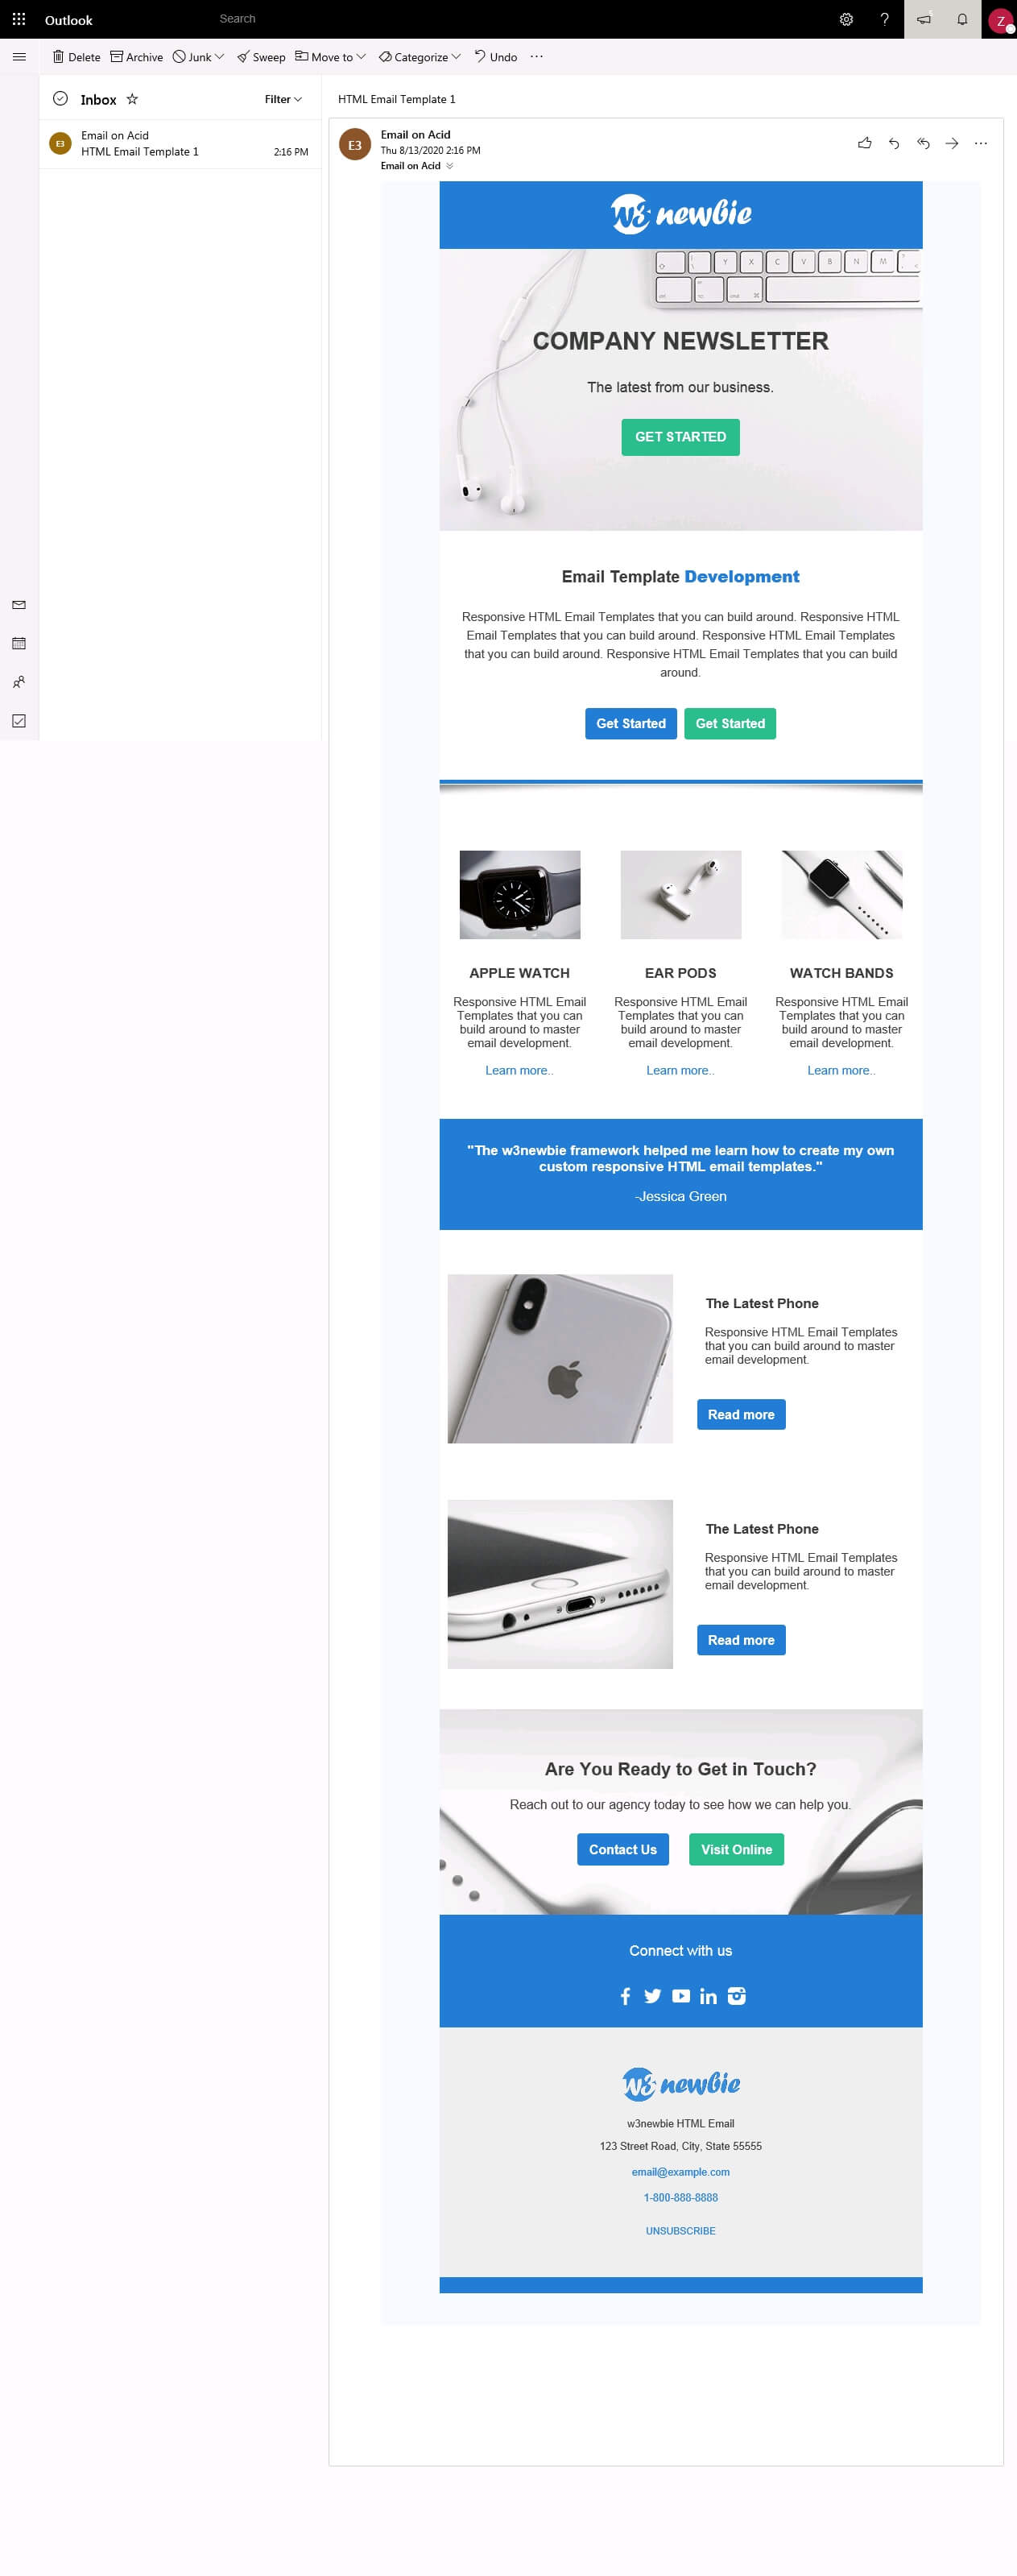 Outlook
Search
Delete Archive Junk Sweep Move to Categorize Undo
Inbox Filter
E3 Email on Acid
HTML Email Template 1 2:16 PM
HTML Email Template 1
E3
Email on Acid
Thu 8/13/2020 2:16 PM
Email on Acid
Z
w3 newbie
Y X C V B N M
COMPANY NEWSLETTER
The latest from our business.
GET STARTED
Email Template Development
Responsive HTML Email Templates that you can build around. Responsive HTML
Email Templates that you can build around. Responsive HTML Email Templates
that you can build around. Responsive HTML Email Templates that you can build
around.
Get Started Get Started
APPLE WATCH
Responsive HTML Email
Templates that you can
build around to master
email development.
Learn more..
EAR PODS
Responsive HTML Email
Templates that you can
build around to master
email development.
Learn more..
WATCH BANDS
Responsive HTML Email
Templates that you can
build around to master
email development.
Learn more..
"The w3newbie framework helped me learn how to create my own
custom responsive HTML email templates."
-Jessica Green
The Latest Phone
Responsive HTML Email Templates
that you can build around to master
email development.
Read more
The Latest Phone
Responsive HTML Email Templates
that you can build around to master
email development.
Read more
Are You Ready to Get in Touch?
Reach out to our agency today to see how we can help you.
Contact Us Visit Online
Connect with us
w3 newbie
w3newbie HTML Email
123 Street Road, City, State 55555
email@example.com
1-800-888-8888
UNSUBSCRIBE